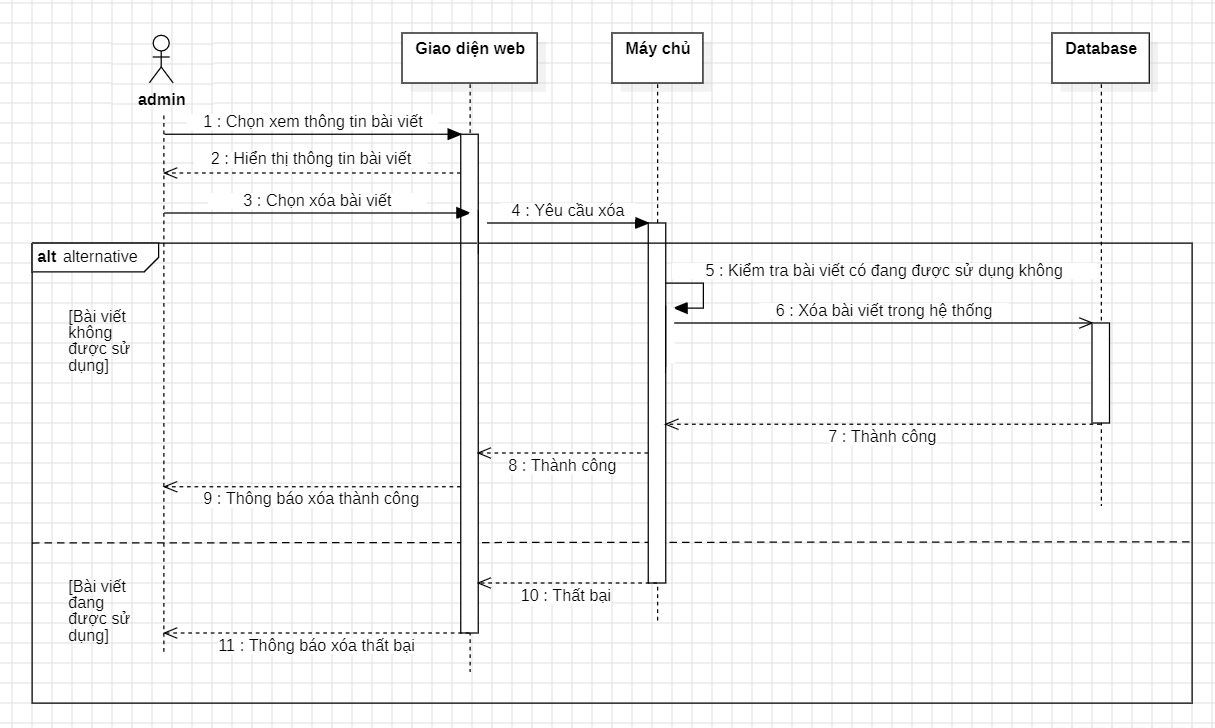 Giao diện web
Máy chủ
Database
admin
1 : Chọn xem thông tin bài viết
2 : Hiển thị thông tin bài viết
3 : Chọn xóa bài viết
4 : Yêu cầu xóa
alt alternative
5 : Kiểm tra bài viết có đang được sử dụng không
6 : Xóa bài viết trong hệ thống
[Bài viết
không
được sử
dụng]
7 : Thành công
8 : Thành công
9 : Thông báo xóa thành công
[Bài viết
đang
được sử
dụng]
10 : Thất bại
11 : Thông báo xóa thất bại